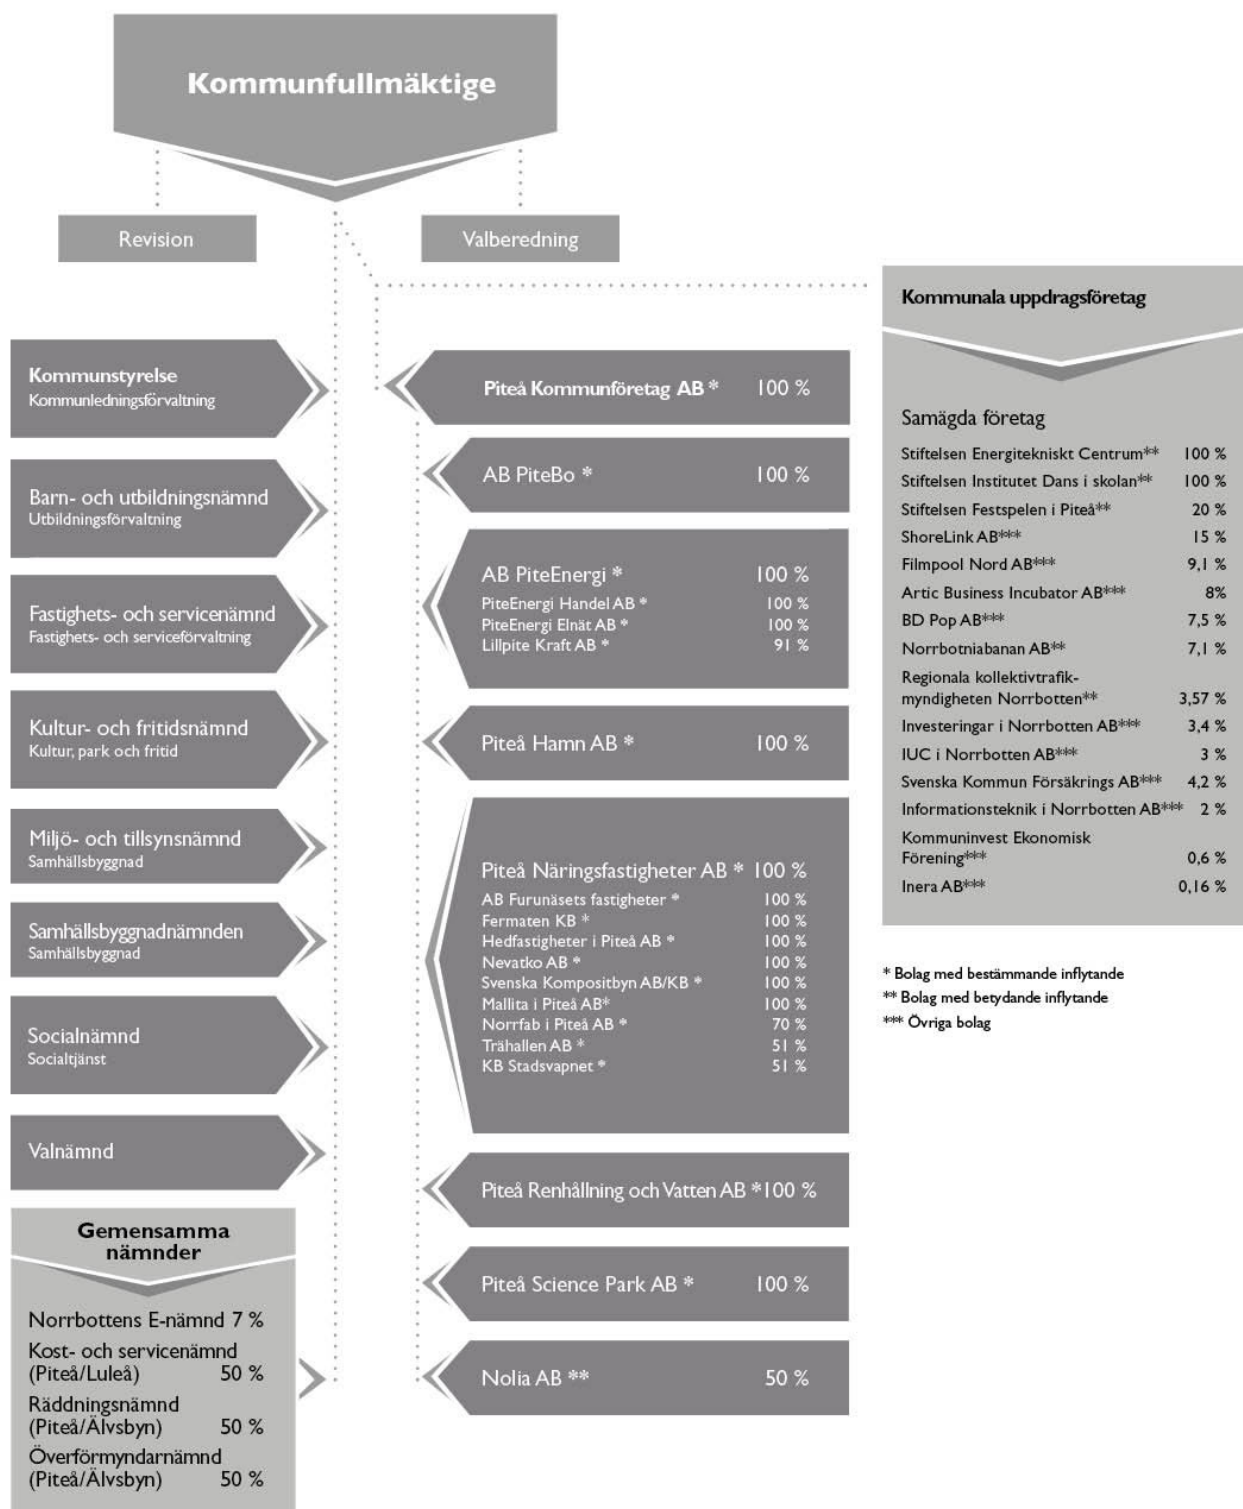 Kommunfullmäktige
Revision
Valberedning
Kommunstyrelse
Kommunledningsförvaltning
Barn- och utbildningsnämnd
Utbildningsförvaltning
Fastighets- och servicenämnd
Fastighets- och serviceförvaltning
Kultur- och fritidsnämnd
Kultur, park och fritid
Miljö- och tillsynsnämnd
Samhällsbyggnad
Samhällsbyggnadnämnden
Samhällsbyggnad
Socialnämnd
Socialtjänst
Valnämnd
Gemensamma
nämnder
Norrbottens E-nämnd 7 %
Kost- och servicenämnd
(Piteå/Luleå) 50 %
Räddningsnämnd
(Piteå/Älvsbyn) 50 %
Överförmyndarnämnd
(Piteå/Älvsbyn) 50 %
Piteå Kommunföretag AB * 100 %
AB PiteBo * 100 %
AB PiteEnergi * 100 %
PiteEnergi Handel AB * 100 %
PiteEnergi Elnät AB * 100 %
Lillpite Kraft AB * 91 %
Piteå Hamn AB * 100 %
Piteå Näringsfastigheter AB * 100 %
AB Furunäsets fastigheter * 100 %
Fermaten KB * 100 %
Hedfastigheter i Piteå AB * 100 %
Nevatko AB * 100 %
Svenska Kompositbyn AB/KB * 100 %
Mallita i Piteå AB* 100 %
Norrfab i Piteå AB * 70 %
Trähallen AB * 51 %
KB Stadsvapnet * 51 %
Piteå Renhållning och Vatten AB *100 %
Piteå Science Park AB * 100 %
Nolia AB ** 50 %
Kommunala uppdragsföretag
Samägda företag
Stiftelsen Energitekniskt Centrum** 100 %
Stiftelsen Institutet Dans i skolan** 100 %
Stiftelsen Festspelen i Piteå** 20 %
ShoreLink AB*** 15 %
Filmpool Nord AB*** 9,1 %
Artic Business Incubator AB*** 8%
BD Pop AB*** 7,5 %
Norrbotniabanan AB** 7,1 %
Regionala kollektivtrafik-
myndigheten Norrbotten** 3,57 %
Investeringar i Norrbotten AB*** 3,4 %
IUC i Norrbotten AB*** 3 %
Svenska Kommun Försäkrings AB*** 4,2 %
Informationsteknik i Norrbotten AB*** 2 %
Kommuninvest Ekonomisk
Förening*** 0,6 %
Inera AB*** 0,16 %
* Bolag med bestämmande inflytande
** Bolag med betydande inflytande
*** Övriga bolag